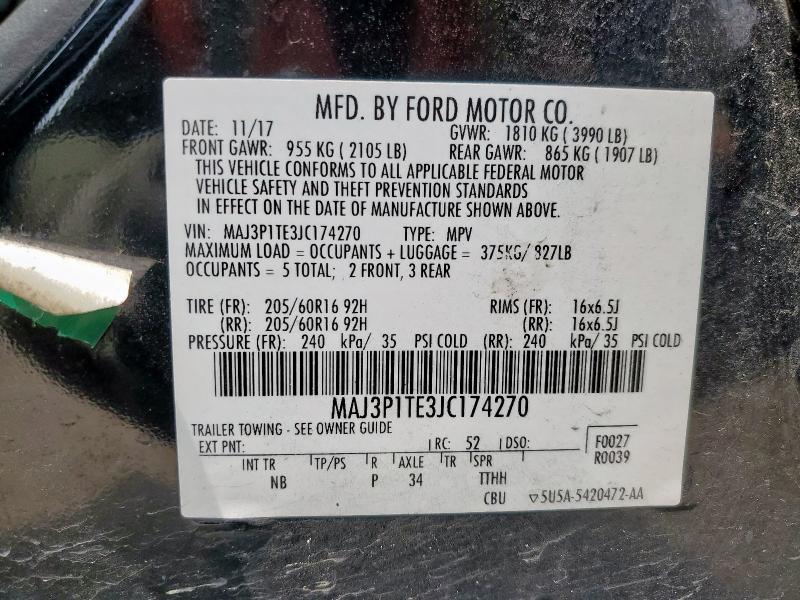 MFD. BY FORD MOTOR CO.
DATE: 11/17 GVWR: 1810 KG ( 3990 LB)
FRONT GAWR: 955 KG ( 2105 LB) REAR GAWR: 865 KG ( 1907 LB)
THIS VEHICLE CONFORMS TO ALL APPLICABLE FEDERAL MOTOR
VEHICLE SAFETY AND THEFT PREVENTION STANDARDS
IN EFFECT ON THE DATE OF MANUFACTURE SHOWN ABOVE.
VIN: MAJ3P1TE3JC174270 TYPE: MPV
MAXIMUM LOAD = OCCUPANTS + LUGGAGE = 375KG/ 827LB
OCCUPANTS = 5 TOTAL; 2 FRONT, 3 REAR
TIRE (FR): 205/60R16 92H RIMS (FR): 16x6.5J
(RR): 205/60R16 92H (RR): 16x6.5J
PRESSURE (FR): 240 kPa/ 35 PSI COLD (RR): 240 kPa/ 35 PSI COLD
MAJ3P1TE3JC174270
TRAILER TOWING - SEE OWNER GUIDE
EXT PNT: RC: 52 DSO: F0027
R0039
INT TR TP/PS R AXLE TR SPR
NB P 34 TTHH
CBU ▽5U5A-5420472-AA